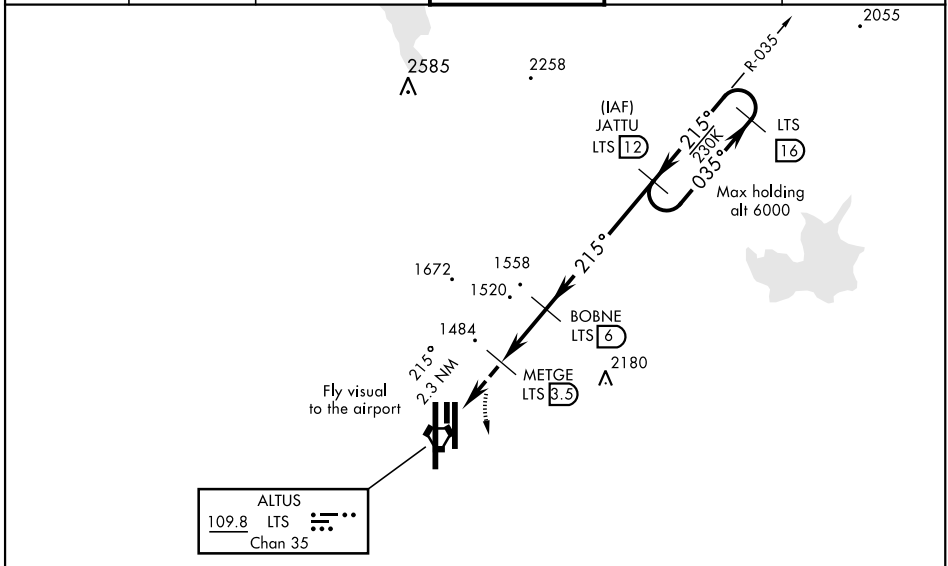 2055
R-035
2585
2258
(IAF)
JATTU
LTS 12
215°
230K
035°
LTS
16
Max holding
alt 6000
215°
1672
1558
1520
BOBNE
LTS 6
1484
2180
215°
2.3 NM
METGE
LTS 3.5
Fly visual
to the airport
ALTUS
109.8 LTS
Chan 35